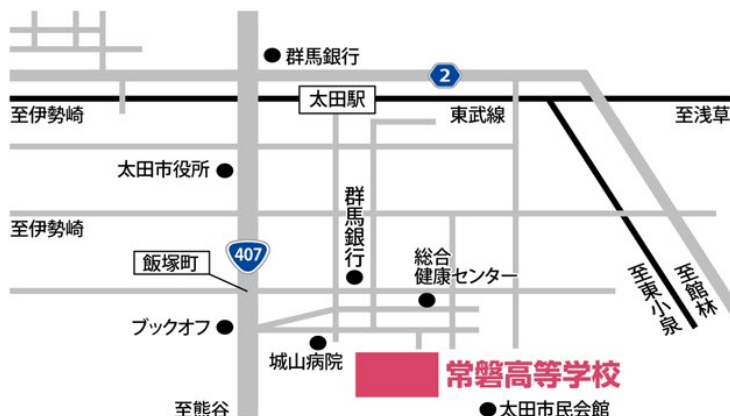 群馬銀行
2
太田駅
至伊勢崎
東武線
至浅草
太田市役所
群馬銀行
至伊勢崎
407
飯塚町
総合
健康センター
至東小泉
至館林
ブックオフ
城山病院
常磐高等学校
至熊谷
太田市民会館